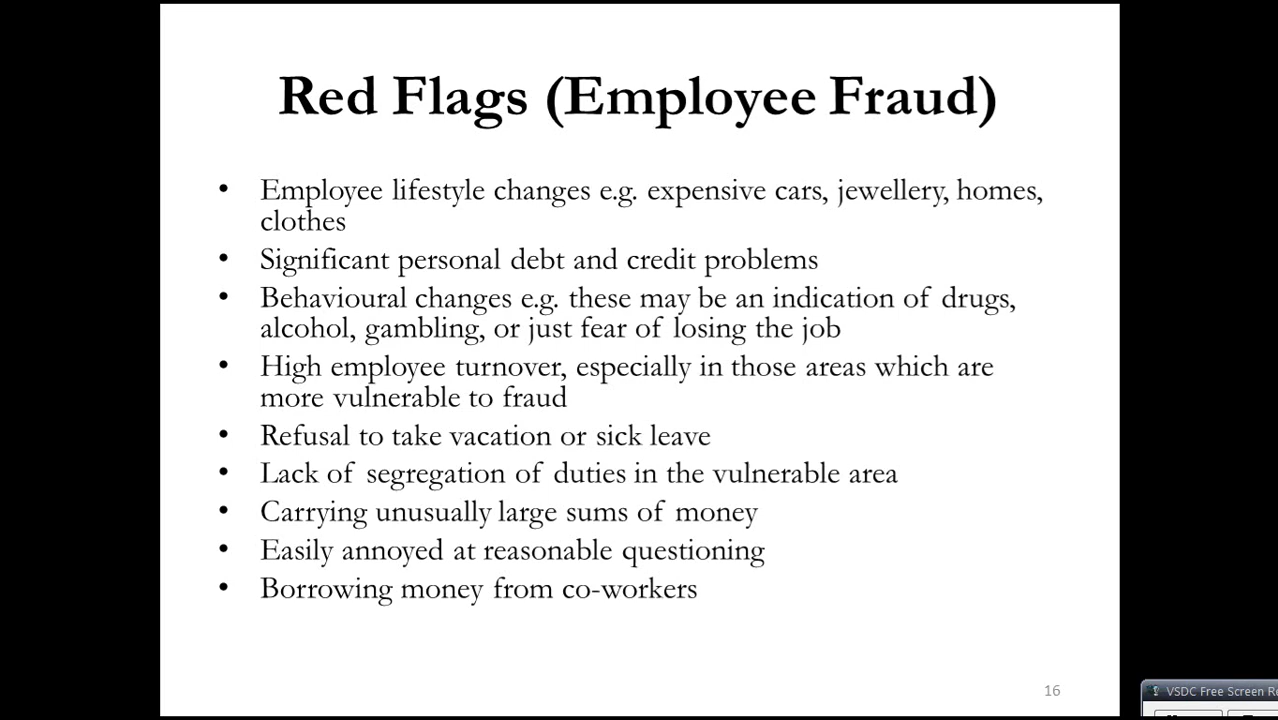 Red Flags (Employee Fraud)
• Employee lifestyle changes e.g. expensive cars, jewellery, homes,
clothes
• Significant personal debt and credit problems
• Behavioural changes e.g. these may be an indication of drugs,
alcohol, gambling, or just fear of losing the job
• High employee turnover, especially in those areas which are
more vulnerable to fraud
• Refusal to take vacation or sick leave
• Lack of segregation of duties in the vulnerable area
• Carrying unusually large sums of money
• Easily annoyed at reasonable questioning
• Borrowing money from co-workers
16
VSDC Free Screen Re